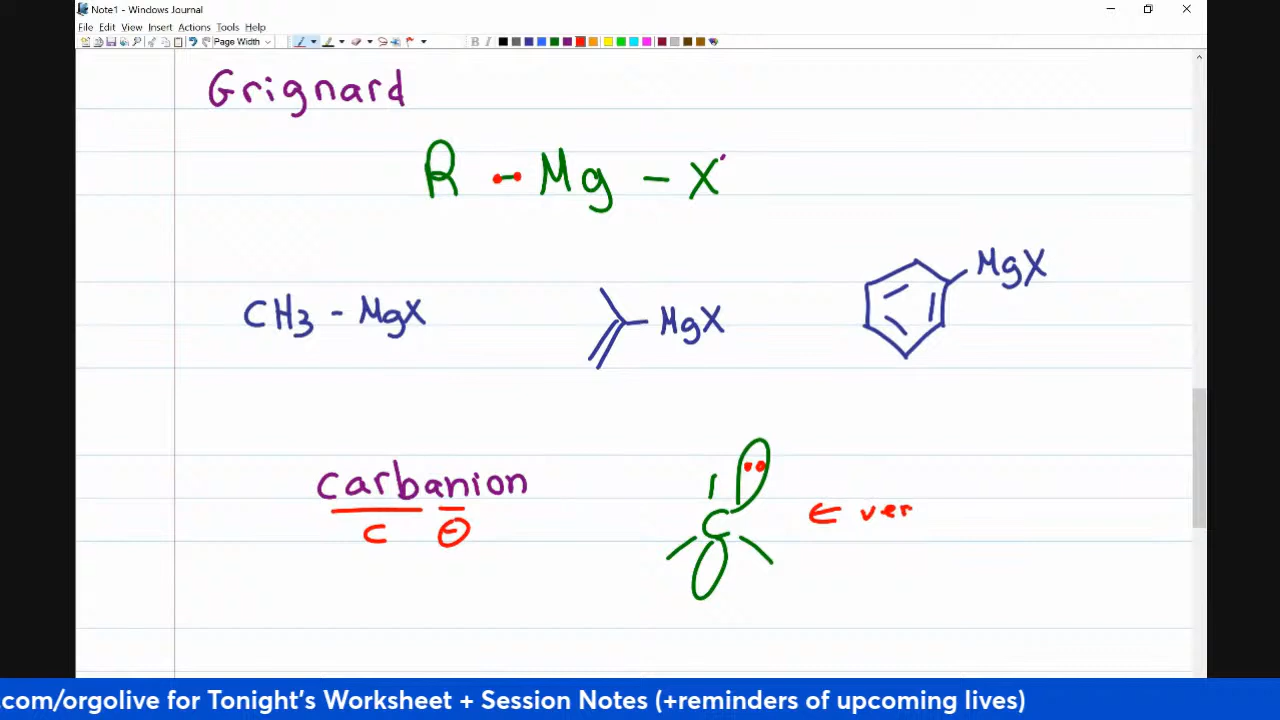 Note1 - Windows Journal
File Edit View Insert Actions Tools Help
Page Width B I
Grignard
R - Mg - X
MgX
CH3 - MgX
MgX
carbanion
C
C ⊖
← ver
.com/orgolive for Tonight's Worksheet + Session Notes (+reminders of upcoming lives)